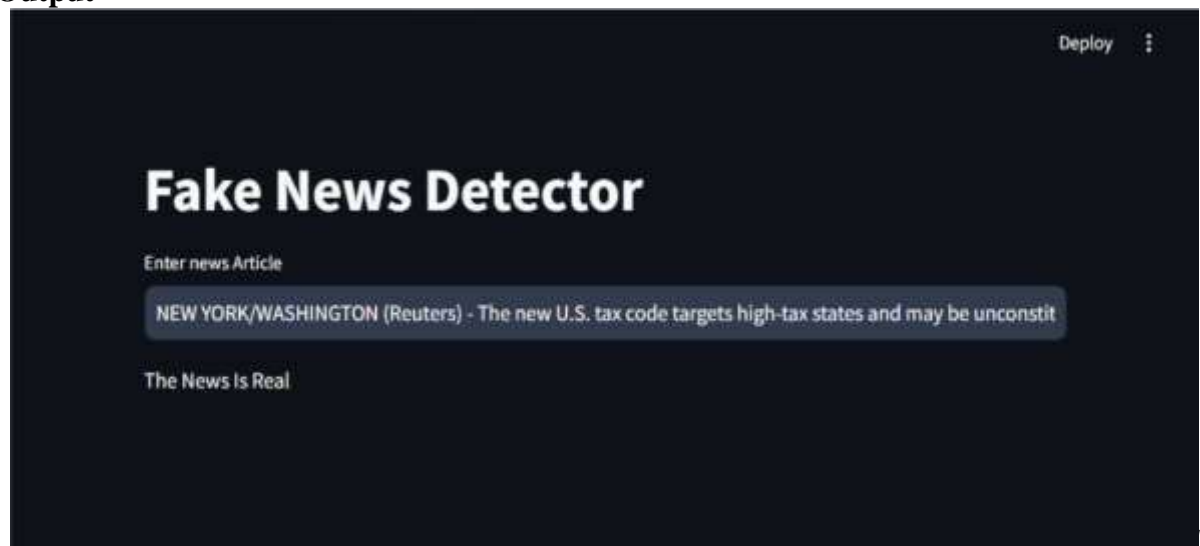 Output
Deploy
Fake News Detector
Enter news Article
NEW YORK/WASHINGTON (Reuters) - The new U.S. tax code targets high-tax states and may be unconstit
The News Is Real